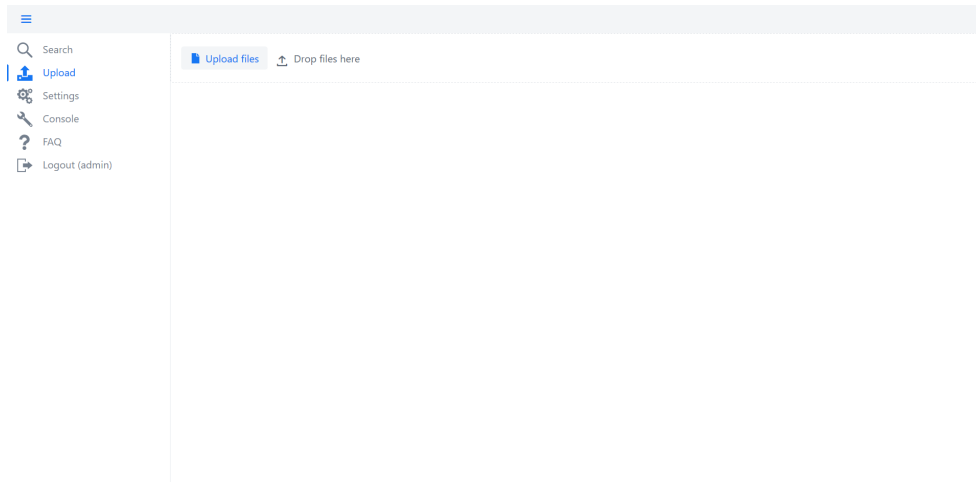 Search
Upload
Settings
Console
FAQ
Logout (admin)
Upload files
Drop files here